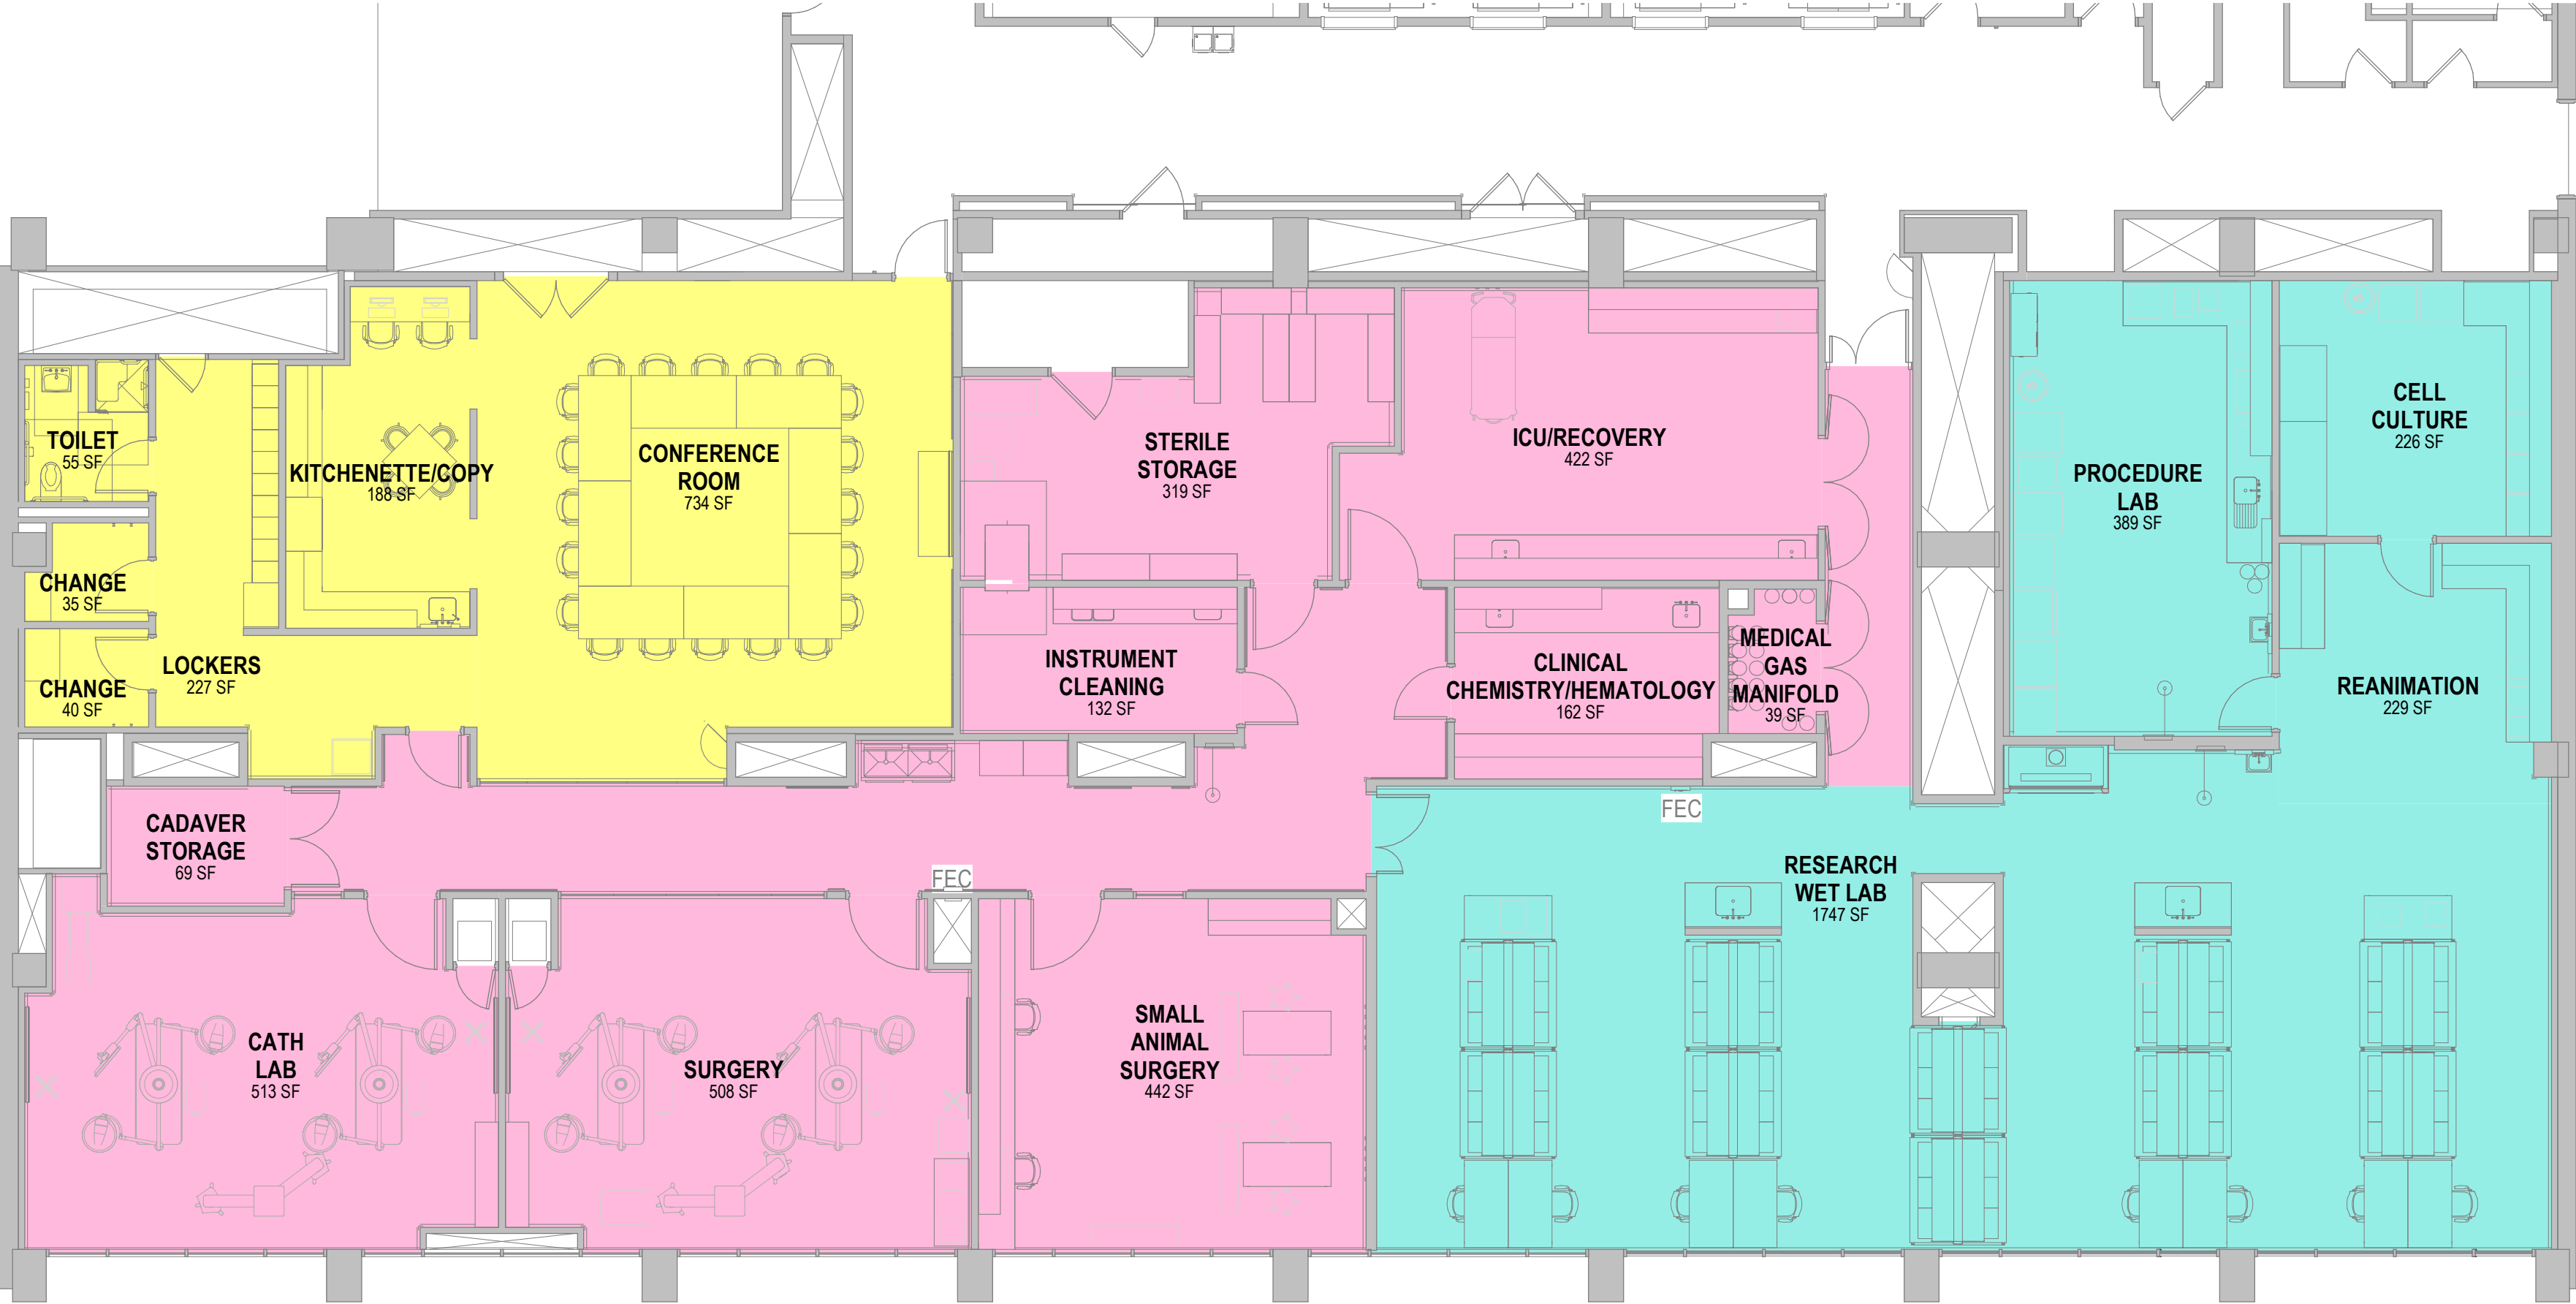 TOILET
55 SF
KITCHENETTE/COPY
188 SF
CONFERENCE
ROOM
734 SF
STERILE
STORAGE
319 SF
ICU/RECOVERY
422 SF
PROCEDURE
LAB
389 SF
CELL
CULTURE
226 SF
CHANGE
35 SF
CHANGE
40 SF
LOCKERS
227 SF
INSTRUMENT
CLEANING
132 SF
CLINICAL
CHEMISTRY/HEMATOLOGY
162 SF
MEDICAL
GAS
MANIFOLD
39 SF
REANIMATION
229 SF
CADAVER
STORAGE
69 SF
FEC
FEC
RESEARCH
WET LAB
1747 SF
CATH
LAB
513 SF
SURGERY
508 SF
SMALL
ANIMAL
SURGERY
442 SF